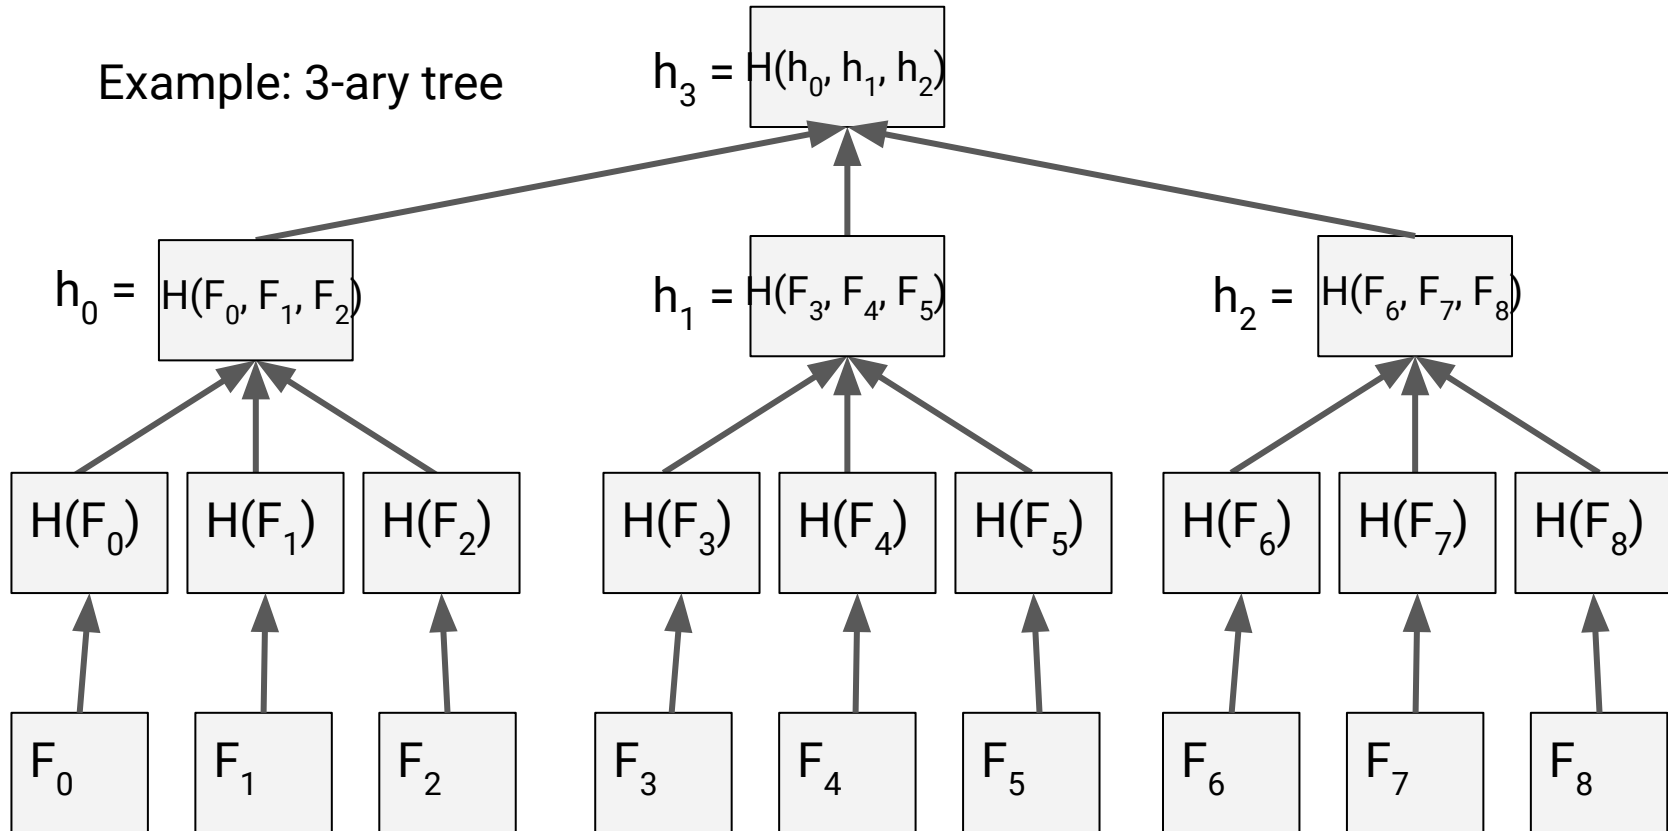 Example: 3-ary tree
h₃ = H(h₀, h₁, h₂)
h₀ = H(F₀, F₁, F₂)
h₁ = H(F₃, F₄, F₅)
h₂ = H(F₆, F₇, F₈)
H(F₀) H(F₁) H(F₂) H(F₃) H(F₄) H(F₅) H(F₆) H(F₇) H(F₈)
F₀ F₁ F₂ F₃ F₄ F₅ F₆ F₇ F₈